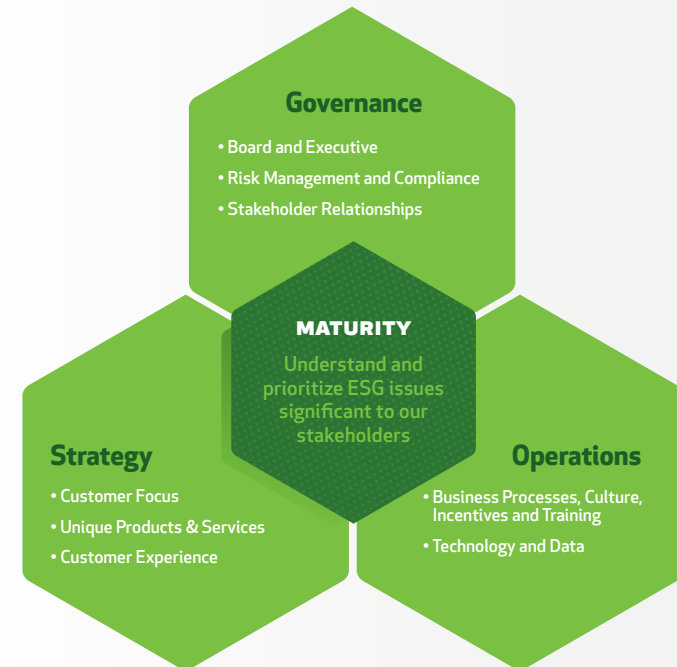 Governance
• Board and Executive
• Risk Management and Compliance
• Stakeholder Relationships
MATURITY
Understand and
prioritize ESG issues
significant to our
stakeholders
Strategy
• Customer Focus
• Unique Products & Services
• Customer Experience
Operations
• Business Processes, Culture,
Incentives and Training
• Technology and Data